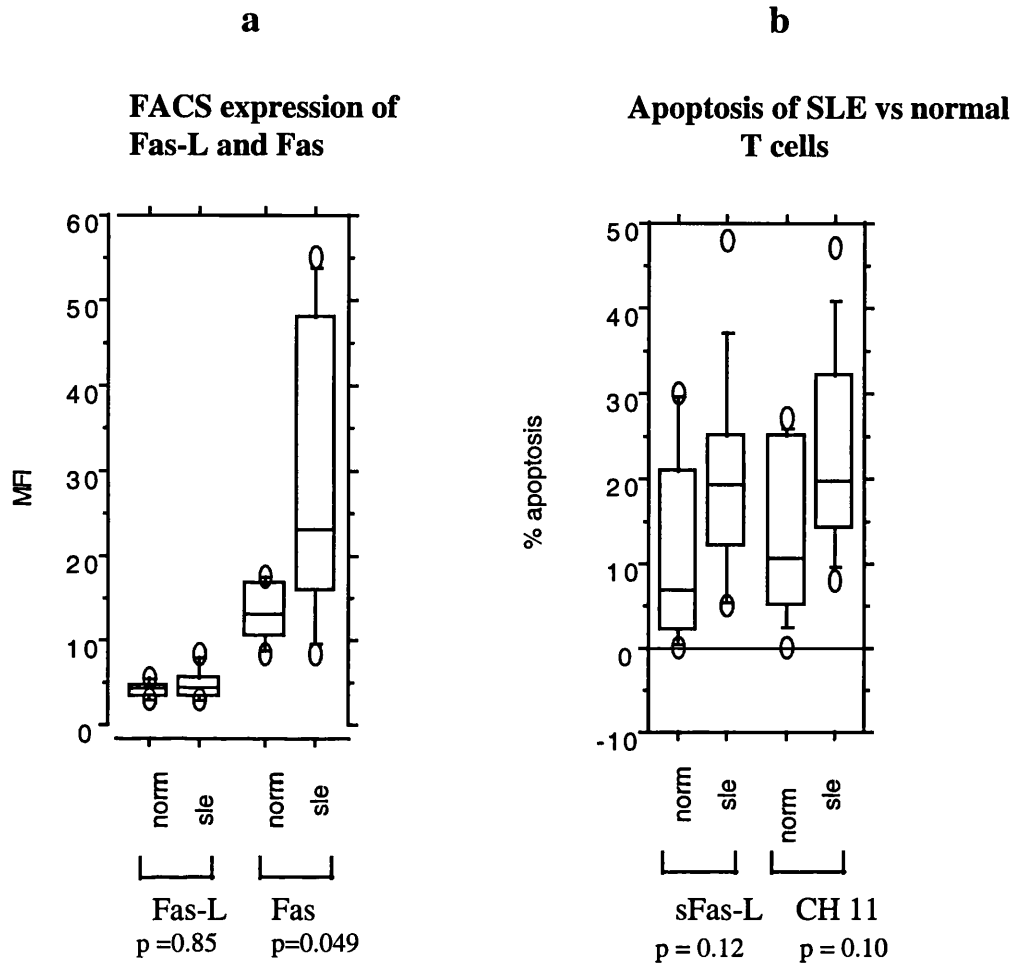 a
FACS expression of
Fas-L and Fas
60
50
40
30
20
10
0
MFI
norm
sle
norm
sle
Fas-L
Fas
p =0.85
p=0.049
b
Apoptosis of SLE vs normal
T cells
50
40
30
20
10
0
-10
% apoptosis
norm
sle
norm
sle
sFas-L
CH 11
p = 0.12
p = 0.10